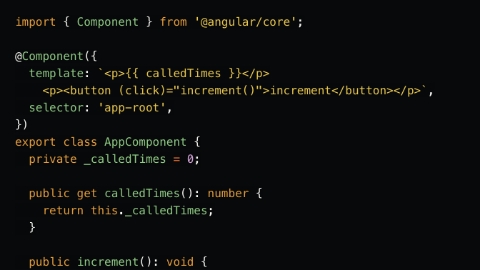 import { Component } from '@angular/core';
@Component({
template: `<p>{{ calledTimes }}</p>
<p><button (click)="increment()">increment</button></p>`,
selector: 'app-root',
})
export class AppComponent {
private _calledTimes = 0;
public get calledTimes(): number {
return this._calledTimes;
}
public increment(): void {